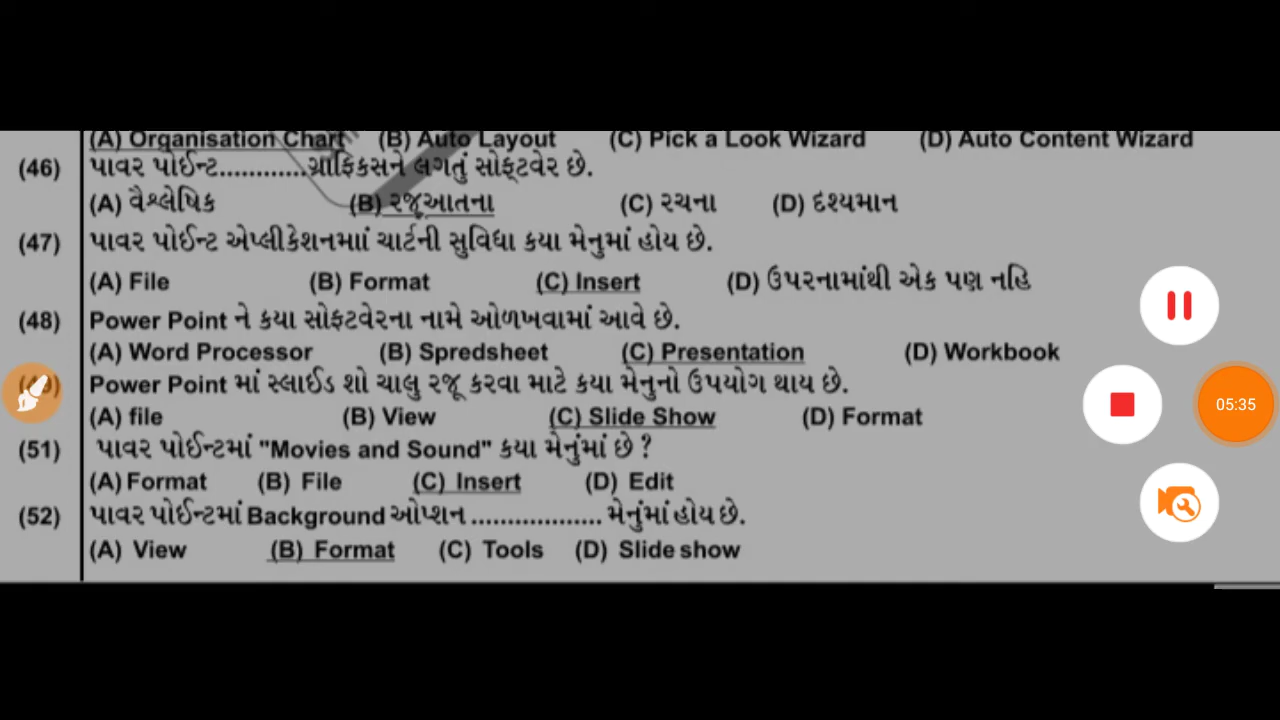 (A) Organisation Chart (B) Auto Layout (C) Pick a Look Wizard (D) Auto Content Wizard
(46) પાવર પોઈન્ટ............ગ્રાફિકસને લગતું સોફ્ટવેર છે.
(A) વૈશ્લેષિક (B) રજૂઆતના (C) રચના (D) દશ્યમાન
(47) પાવર પોઈન્ટ એપ્લીકેશનમાાં ચાર્ટની સુવિધા કયા મેનુમાં હોય છે.
(A) File (B) Format (C) Insert (D) ઉપરનામાંથી એક પણ નહિ
(48) Power Point ને કયા સોફટવેરના નામે ઓળખવામાં આવે છે.
(A) Word Processor (B) Spredsheet (C) Presentation (D) Workbook
Power Point માં સ્લાઈડ શો ચાલુ રજૂ કરવા માટે કયા મેનુનો ઉપયોગ થાય છે.
(A) file (B) View (C) Slide Show (D) Format
(51) પાવર પોઈન્ટમાં "Movies and Sound" કયા મેનુંમાં છે ?
(A) Format (B) File (C) Insert (D) Edit
(52) પાવર પોઈન્ટમાં Background ઓપ્શન .................. મેનુંમાં હોય છે.
(A) View (B) Format (C) Tools (D) Slide show
05:35